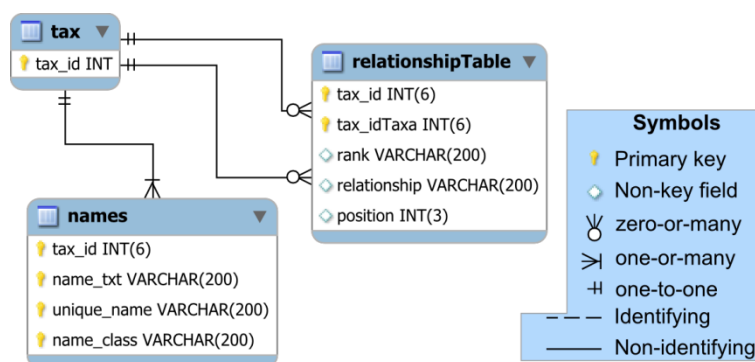 tax
tax_id INT
relationshipTable
tax_id INT(6)
tax_idTaxa INT(6)
rank VARCHAR(200)
relationship VARCHAR(200)
position INT(3)
names
tax_id INT(6)
name_txt VARCHAR(200)
unique_name VARCHAR(200)
name_class VARCHAR(200)
Symbols
Primary key
Non-key field
zero-or-many
one-or-many
one-to-one
Identifying
Non-identifying